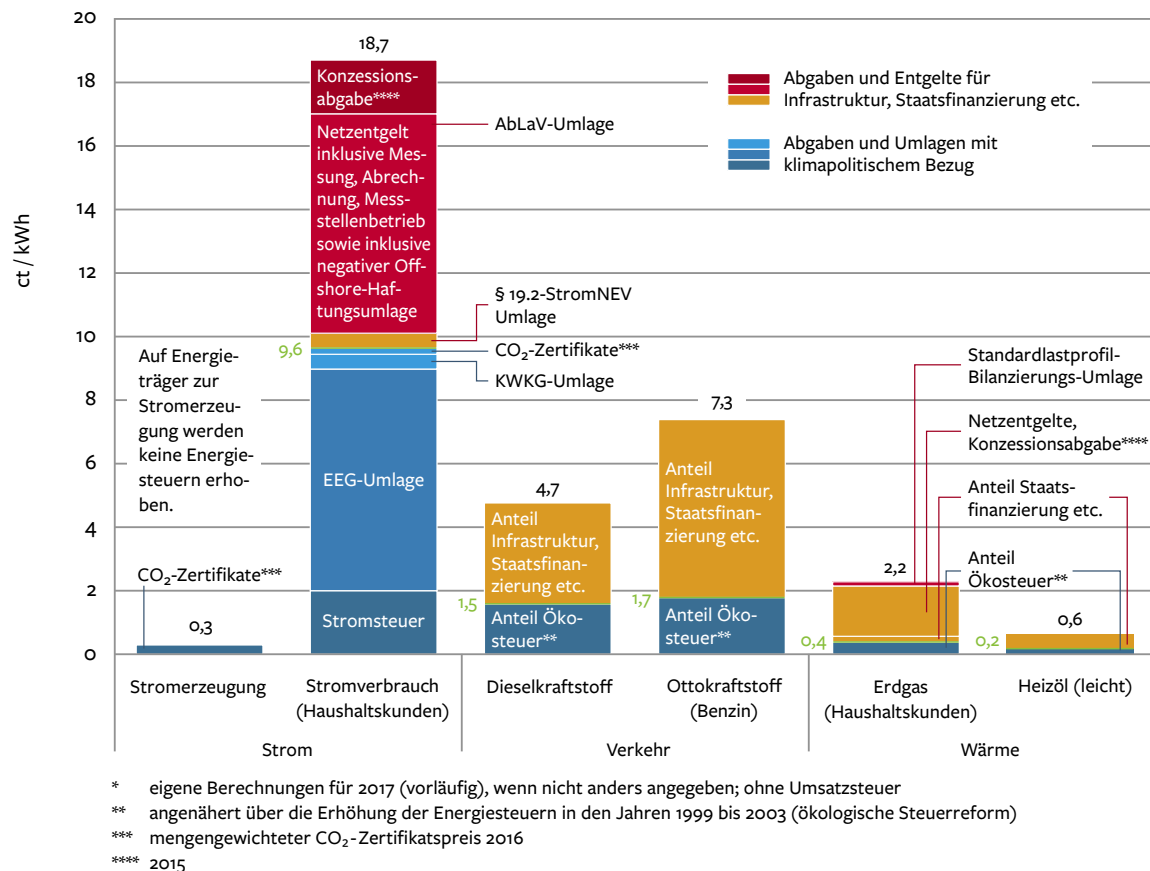 ct / kWh
20
18
16
14
12
10
8
6
4
2
0
18,7
Konzessions-
abgabe****
Netzentgelt
inklusive Mes-
sung, Abrech-
nung, Mess-
stellenbetrieb
sowie inklusive
negativer Off-
shore-Haf-
tungsumlage
AbLaV-Umlage
Abgaben und Entgelte für
Infrastruktur, Staatsfinanzierung etc.
Abgaben und Umlagen mit
klimapolitischem Bezug
§ 19.2-StromNEV
Umlage
9,6
CO₂-Zertifikate***
KWKG-Umlage
EEG-Umlage
Stromsteuer
Auf Energie-
träger zur
Stromerzeu-
gung werden
keine Energie-
steuern erho-
ben.
CO₂-Zertifikate***
0,3
4,7
Anteil
Infrastruktur,
Staatsfinan-
zierung etc.
1,5
Anteil Öko-
steuer**
7,3
Anteil
Infrastruktur,
Staatsfinan-
zierung etc.
1,7
Anteil Öko-
steuer**
Standardlastprofil-
Bilanzierungs-Umlage
Netzentgelte,
Konzessionsabgabe****
Anteil Staats-
finanzierung etc.
Anteil
Ökosteuer**
2,2
0,4
0,6
0,2
Stromerzeugung
Stromverbrauch
(Haushaltskunden)
Dieselkraftstoff
Ottokraftstoff
(Benzin)
Erdgas
(Haushaltskunden)
Heizöl (leicht)
Strom
Verkehr
Wärme
* eigene Berechnungen für 2017 (vorläufig), wenn nicht anders angegeben; ohne Umsatzsteuer
** angenähert über die Erhöhung der Energiesteuern in den Jahren 1999 bis 2003 (ökologische Steuerreform)
*** mengengewichteter CO₂-Zertifikatspreis 2016
**** 2015